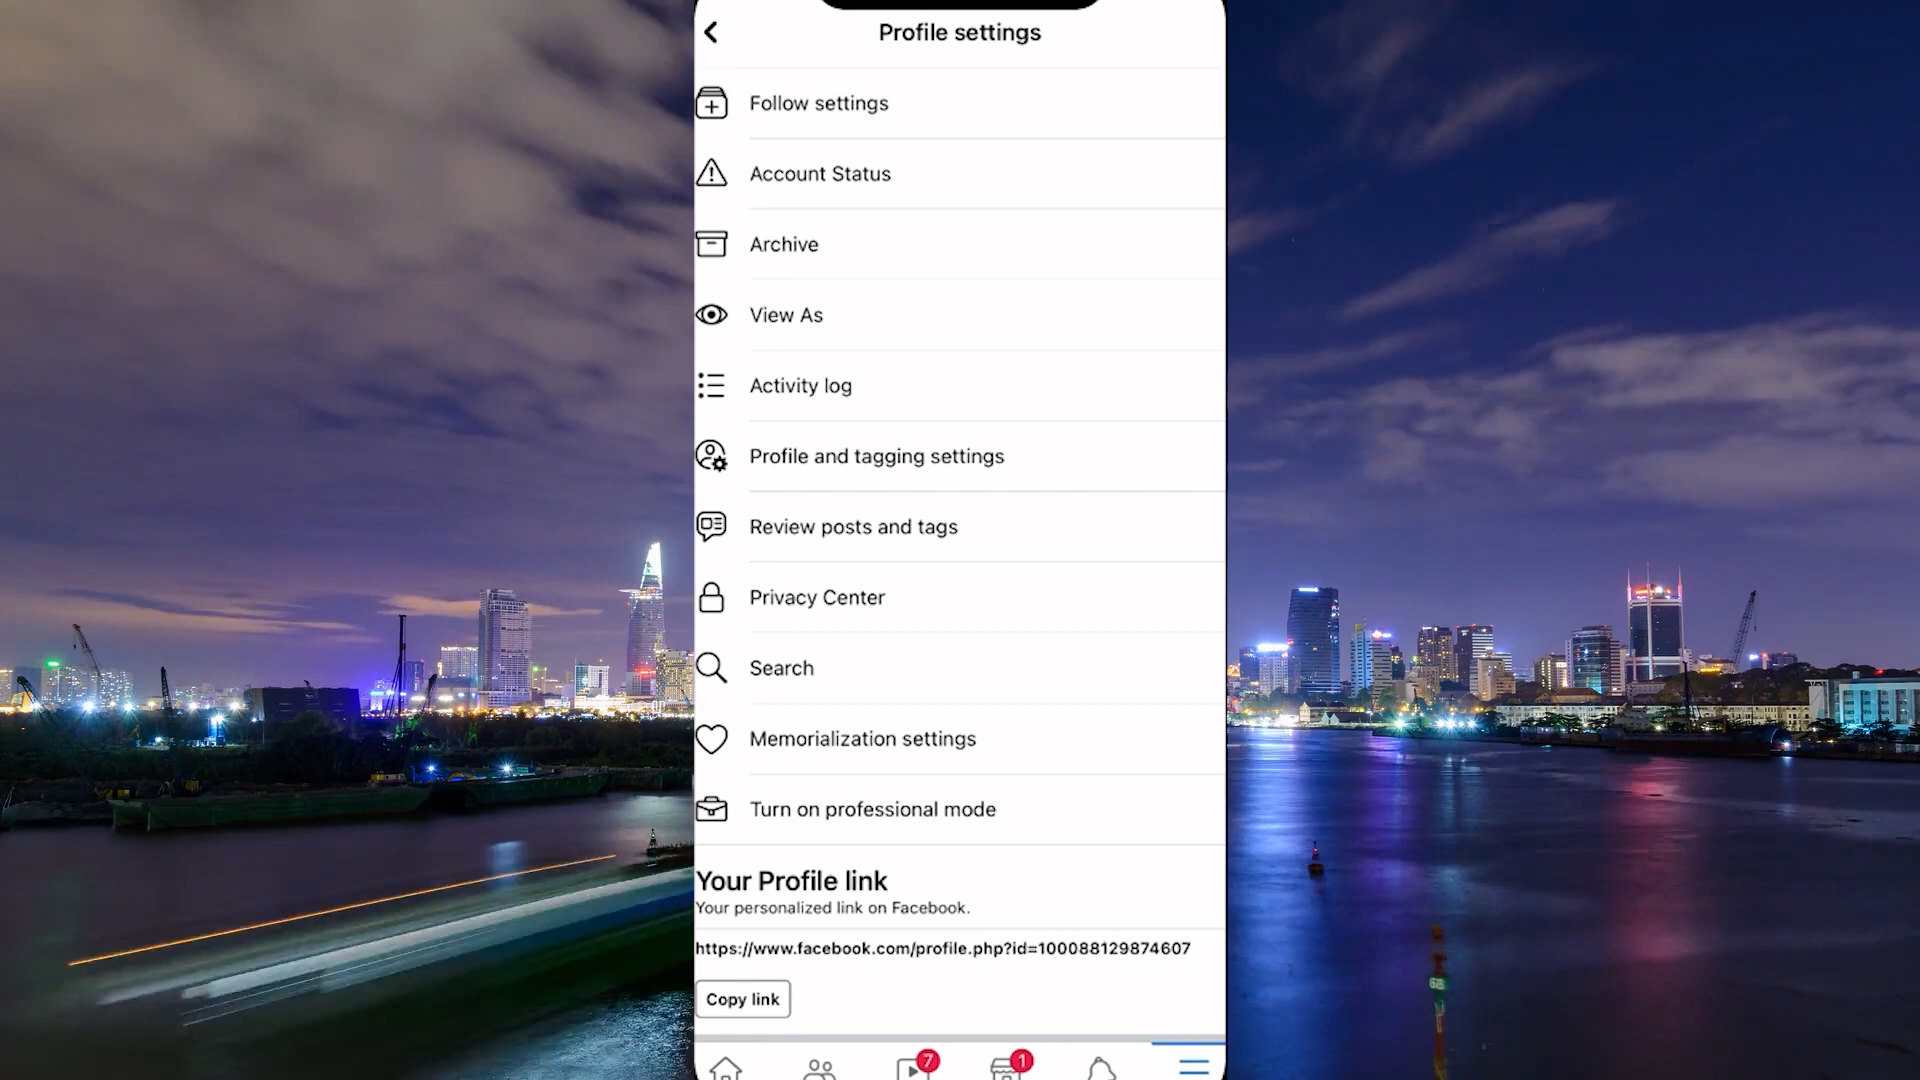 Profile settings
Follow settings
Account Status
Archive
View As
Activity log
Profile and tagging settings
Review posts and tags
Privacy Center
Search
Memorialization settings
Turn on professional mode
Your Profile link
Your personalized link on Facebook.
https://www.facebook.com/profile.php?id=100088129874607
Copy link
7
1